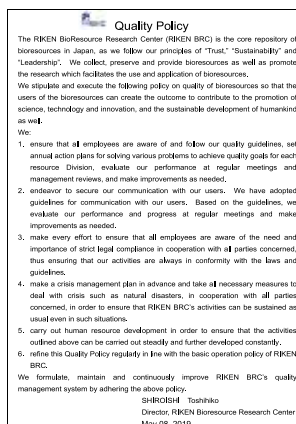 Quality Policy
The RIKEN BioResource Research Center (RIKEN BRC) is the core repository of
bioresources in Japan, as we follow our principles of “Trust,” “Sustainability” and
“Leadership”. We collect, preserve and provide bioresources as well as promote
the research which facilitates the use and application of bioresources.
We stipulate and execute the following policy on quality of bioresources so that the
users of the bioresources can create the outcome to contribute to the promotion of
science, technology and innovation, and the sustainable development of humankind
as well.
We:
1. ensure that all employees are aware of and follow our quality guidelines, set
annual action plans for solving various problems to achieve quality goals for each
resource Division, evaluate our performance at regular meetings and
management reviews, and make improvements as needed.
2. endeavor to secure our communication with our users. We have adopted
guidelines for communication with our users. Based on the guidelines, we
evaluate our performance and progress at regular meetings and make
improvements as needed.
3. make every effort to ensure that all employees are aware of the need and
importance of strict legal compliance in cooperation with all parties concerned,
thus ensuring that our activities are always in conformity with the laws and
guidelines.
4. make a crisis management plan in advance and take all necessary measures to
deal with crisis such as natural disasters, in cooperation with all parties
concerned, in order to ensure that RIKEN BRC’s activities can be sustained as
usual even in such situations.
5. carry out human resource development in order to ensure that the activities
outlined above can be carried out steadily and further developed constantly.
6. refine this Quality Policy regularly in line with the basic operation policy of RIKEN
BRC.
We formulate, maintain and continuously improve RIKEN BRC’s quality
management system by adhering the above policy.
SHIROISHI Toshihiko
Director, RIKEN Bioresource Research Center
May 08, 2019